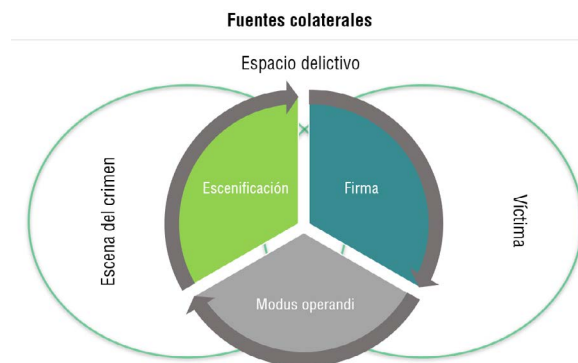 Fuentes colaterales
Espacio delictivo
Escena del crimen
Escenificación
Firma
Víctima
Modus operandi